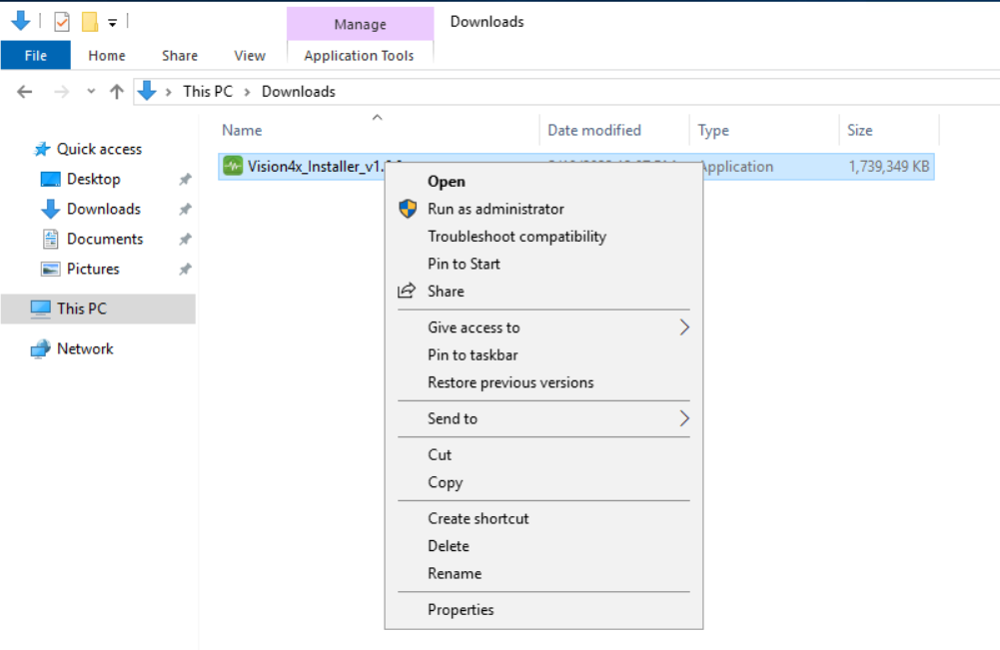 Manage Downloads
File Home Share View Application Tools
This PC > Downloads
Name Date modified Type Size
Quick access
Vision4x_Installer_v1. Application 1,739,349 KB
Desktop
Downloads
Documents
Pictures
This PC
Network
Open
Run as administrator
Troubleshoot compatibility
Pin to Start
Share
Give access to
Pin to taskbar
Restore previous versions
Send to
Cut
Copy
Create shortcut
Delete
Rename
Properties